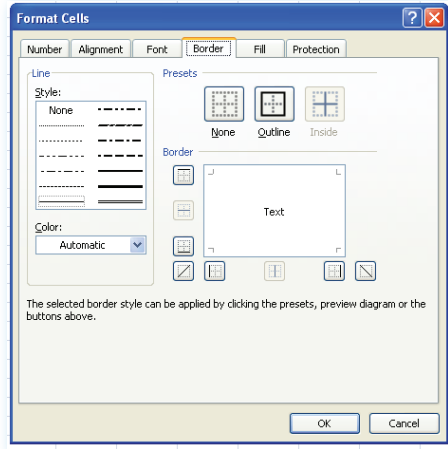 Format Cells
Number Alignment Font Border Fill Protection
Line
Style:
None
Color:
Automatic
Presets
None Outline Inside
Border
Text
The selected border style can be applied by clicking the presets, preview diagram or the
buttons above.
OK Cancel